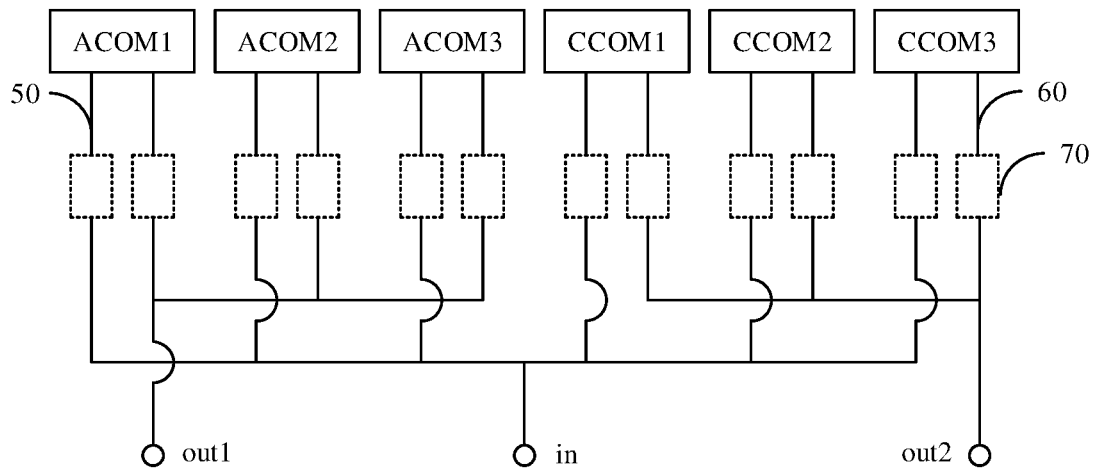 ACOM1 ACOM2 ACOM3 CCOM1 CCOM2 CCOM3
50 60
70
out1 in out2